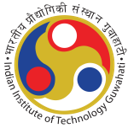 भारतीय प्रौद्योगिकी संस्थान गुवाहाटी
Indian Institute of Technology Guwahati